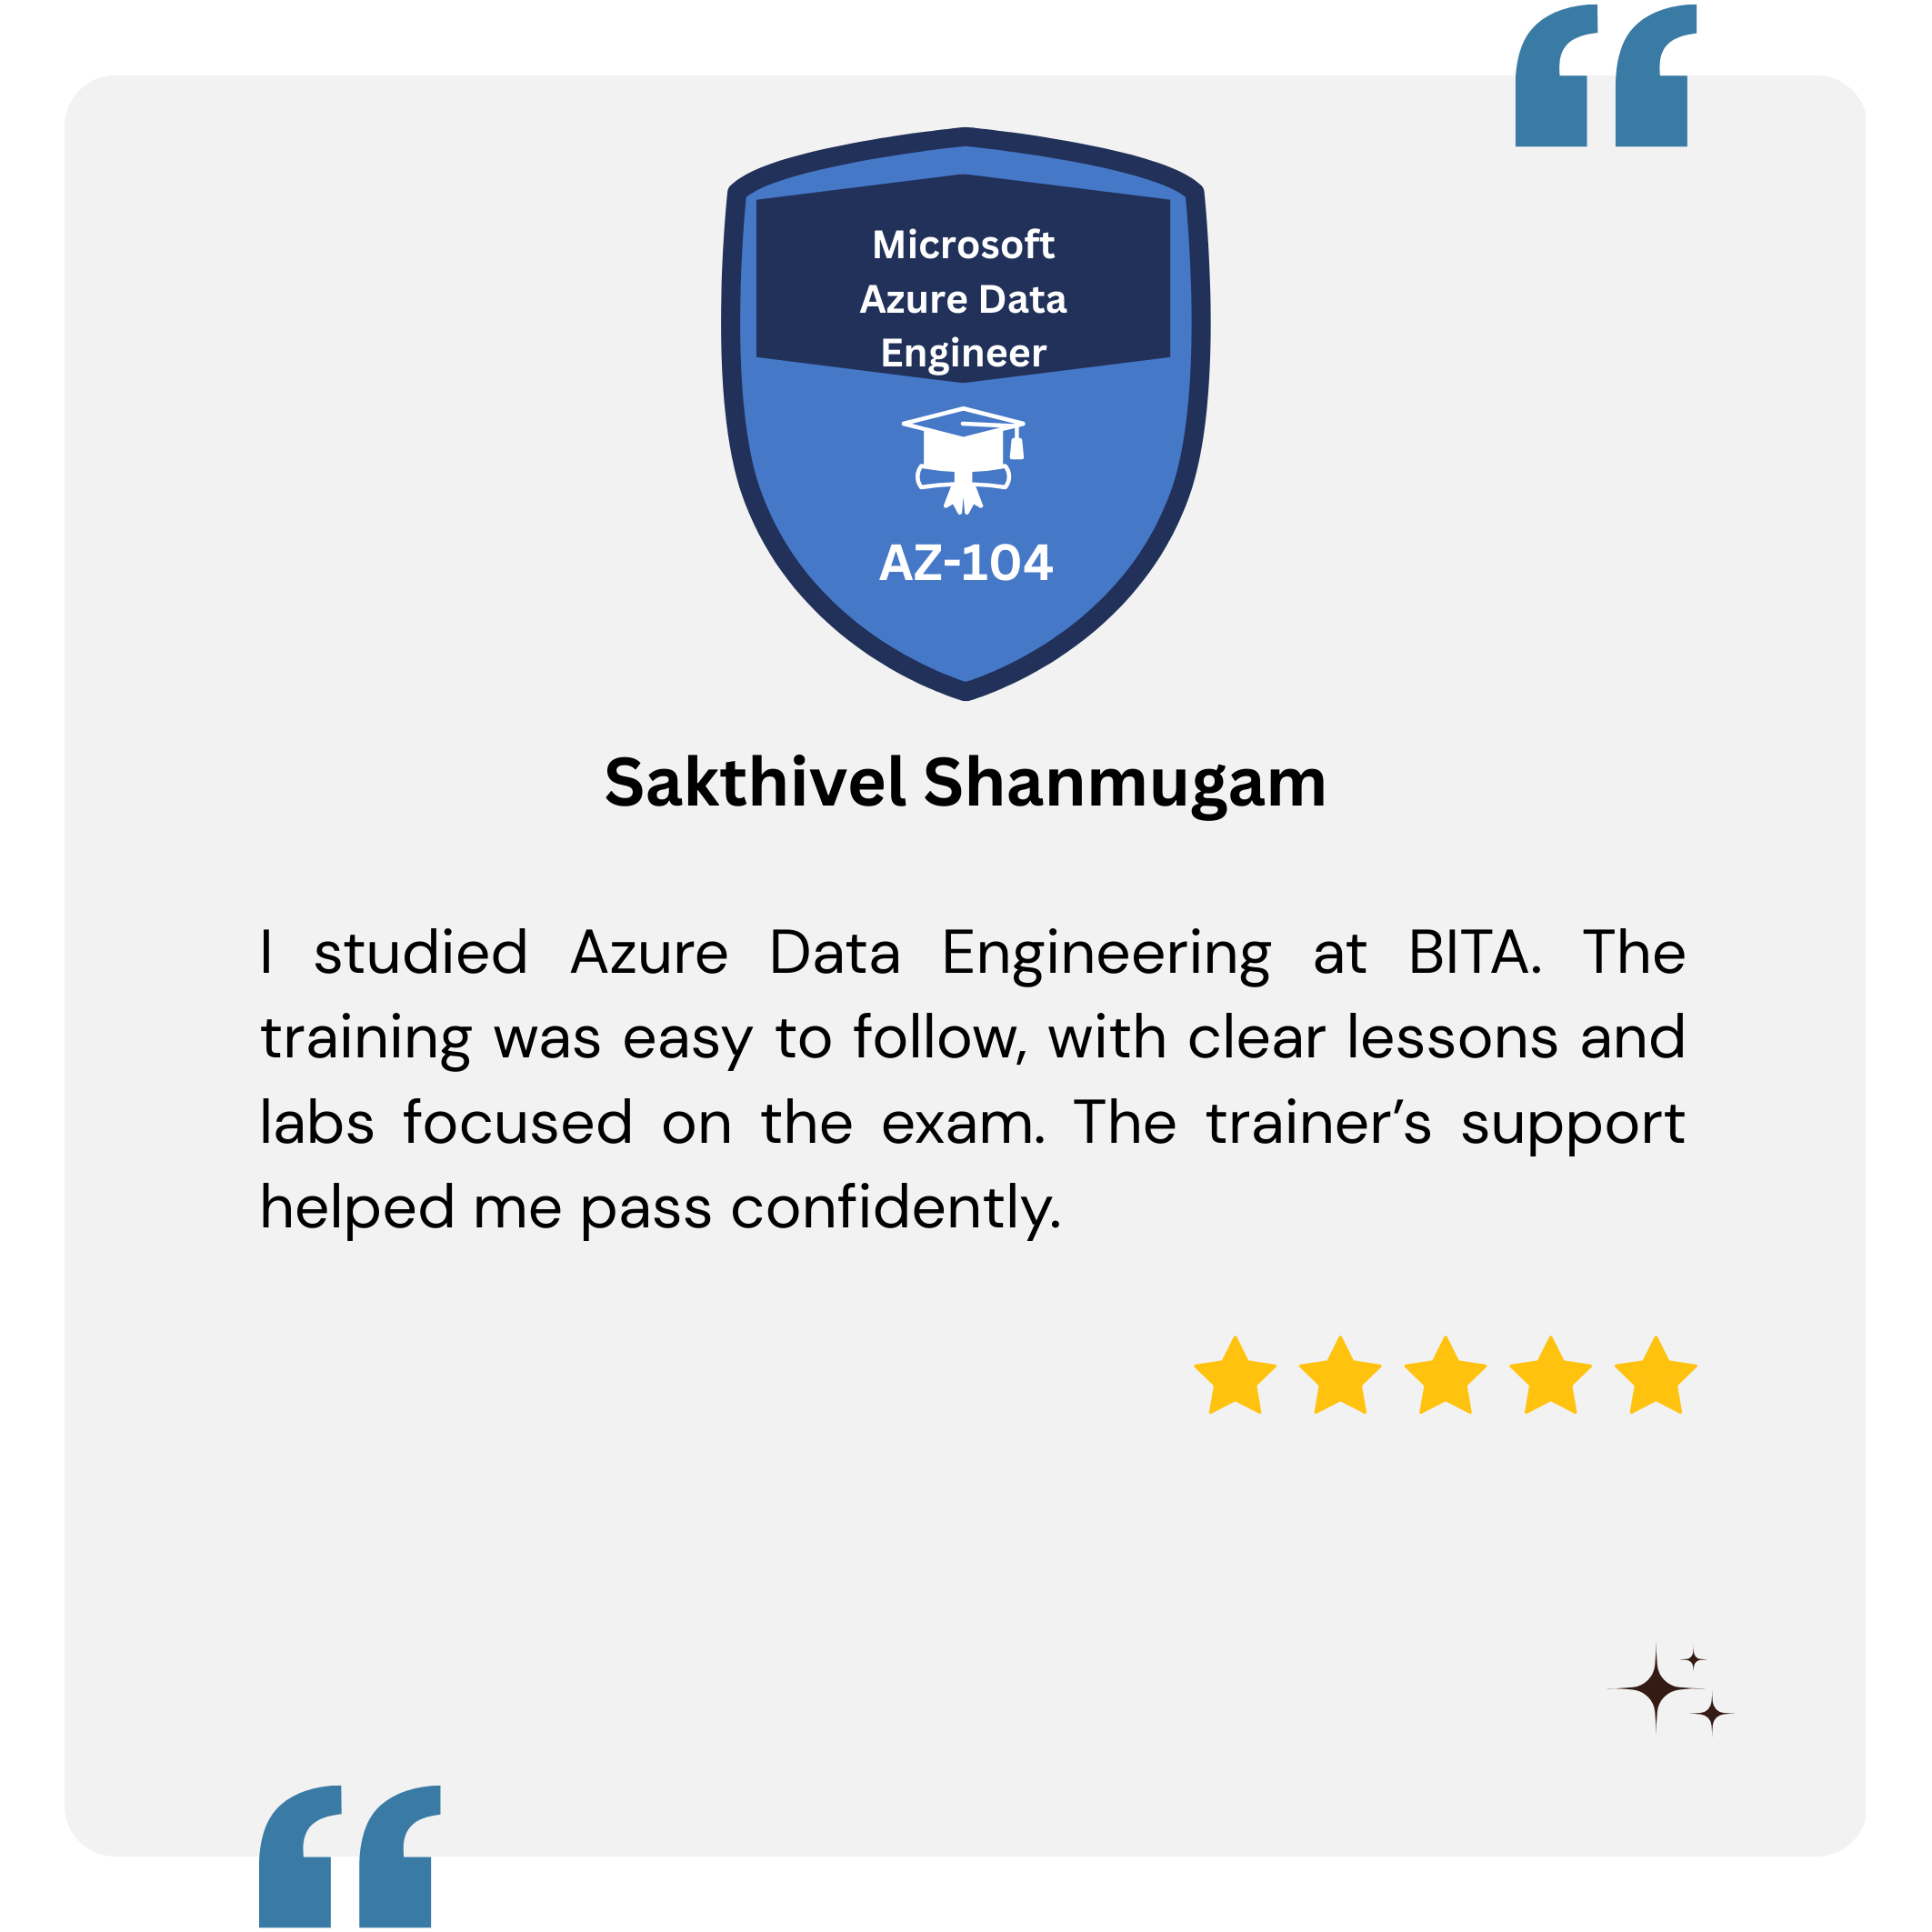 Microsoft
Azure Data
Engineer
AZ-104
Sakthivel Shanmugam
I studied Azure Data Engineering at BITA. The
training was easy to follow, with clear lessons and
labs focused on the exam. The trainer’s support
helped me pass confidently.